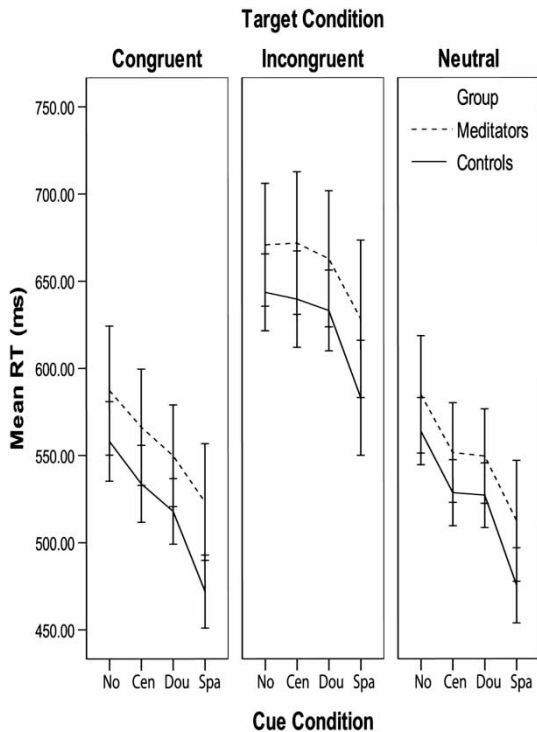 Target Condition
Congruent Incongruent Neutral
Group
Meditators
Controls
Mean RT (ms)
750.00
700.00
650.00
600.00
550.00
500.00
450.00
No Cen Dou Spa No Cen Dou Spa No Cen Dou Spa
Cue Condition